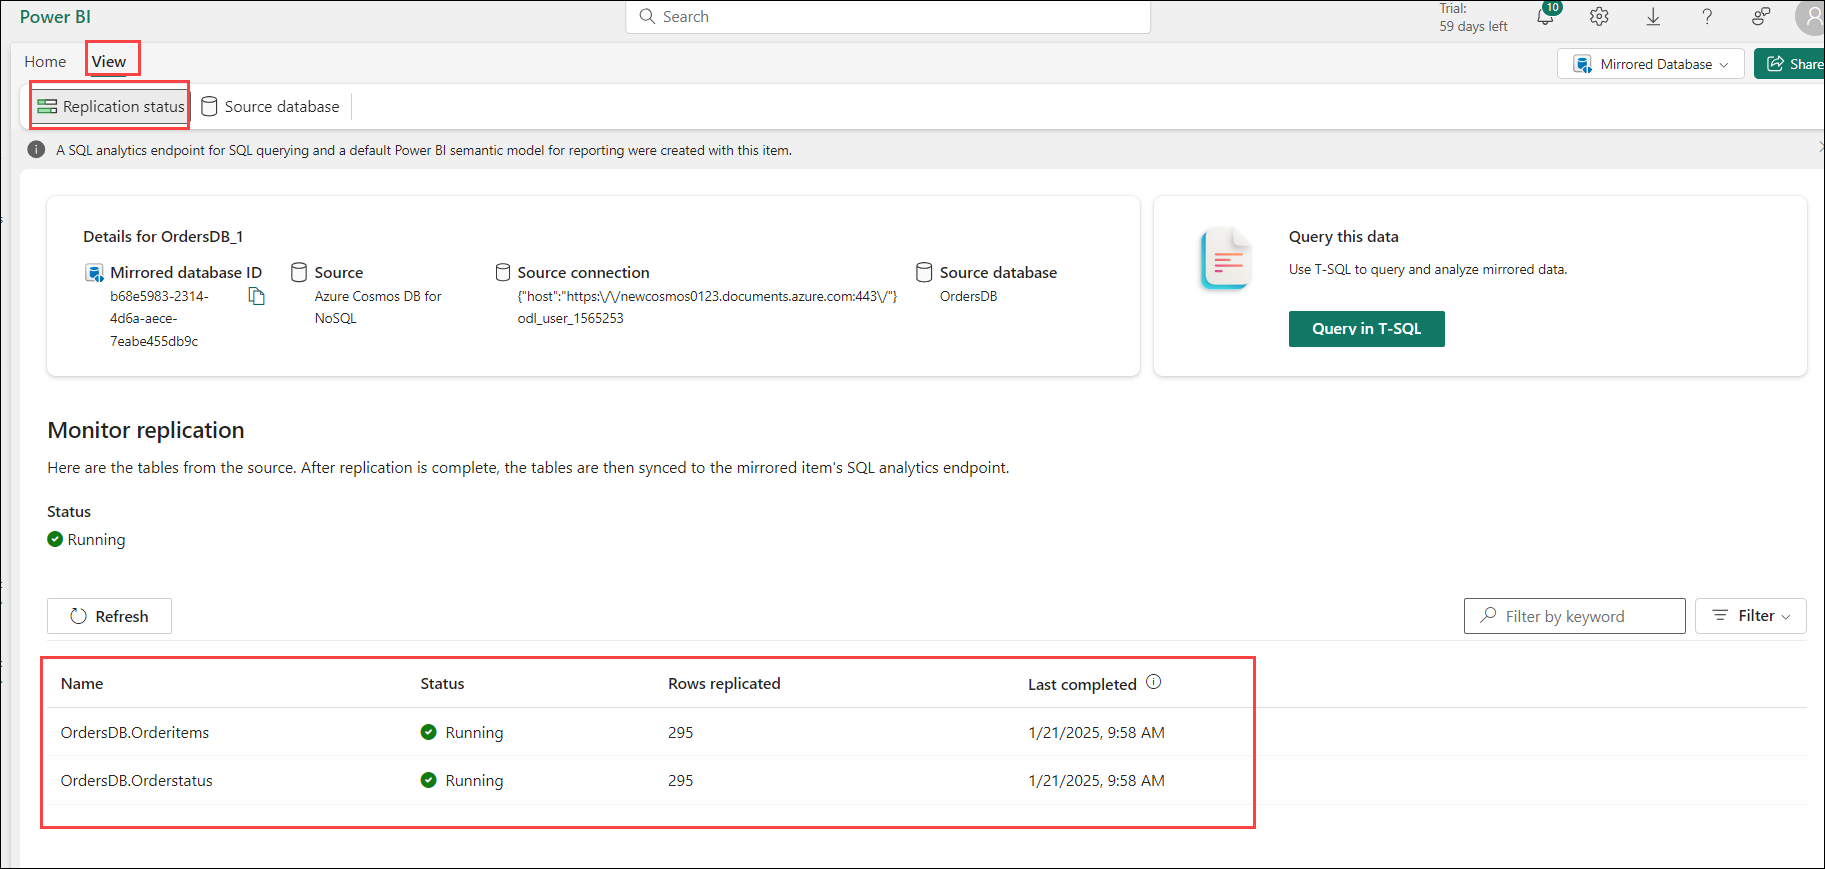 Power BI
Search
Trial:
59 days left
10
Home
View
Mirrored Database
Share
Replication status
Source database
A SQL analytics endpoint for SQL querying and a default Power BI semantic model for reporting were created with this item.
Details for OrdersDB_1
Mirrored database ID
b68e5983-2314-
4d6a-aece-
7eabe455db9c
Source
Azure Cosmos DB for
NoSQL
Source connection
{"host":"https:\/\/newcosmos0123.documents.azure.com:443\/"}
odl_user_1565253
Source database
OrdersDB
Query this data
Use T-SQL to query and analyze mirrored data.
Query in T-SQL
Monitor replication
Here are the tables from the source. After replication is complete, the tables are then synced to the mirrored item's SQL analytics endpoint.
Status
Running
Refresh
Filter by keyword
Filter
Name Status Rows replicated Last completed
OrdersDB.Orderitems Running 295 1/21/2025, 9:58 AM
OrdersDB.Orderstatus Running 295 1/21/2025, 9:58 AM